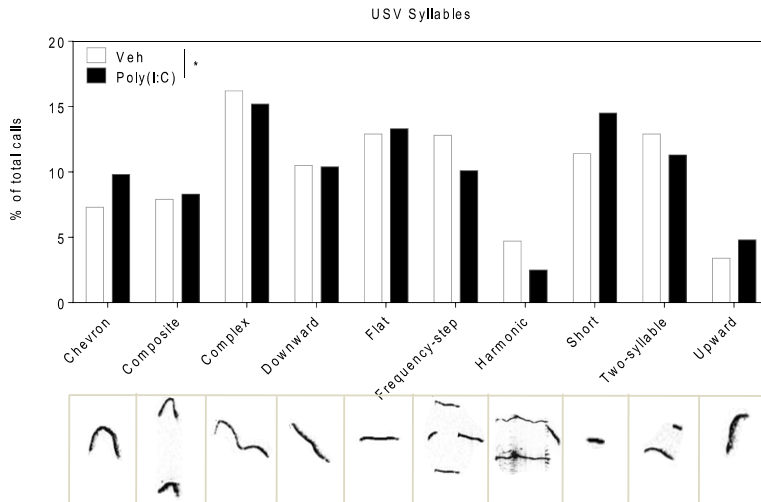 USV Syllables
% of total calls
20
15
10
5
0
Veh
Poly(I:C)
*
Chevron
Composite
Complex
Downward
Flat
Frequency-step
Harmonic
Short
Two-syllable
Upward